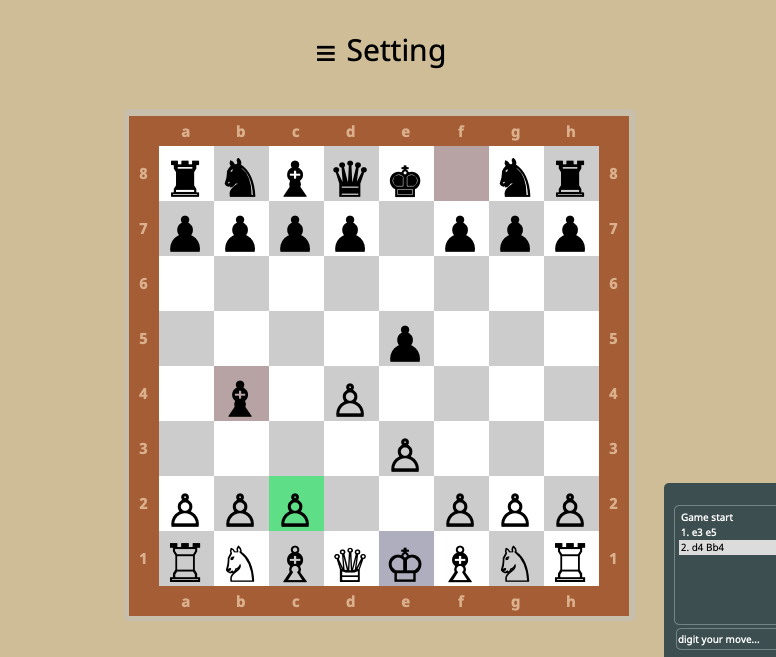 ≡ Setting
a b c d e f g h
8 8
7 7
6 6
5 5
4 4
3 3
2 2
1 1
a b c d e f g h
Game start
1. e3 e5
2. d4 Bb4
digit your move...